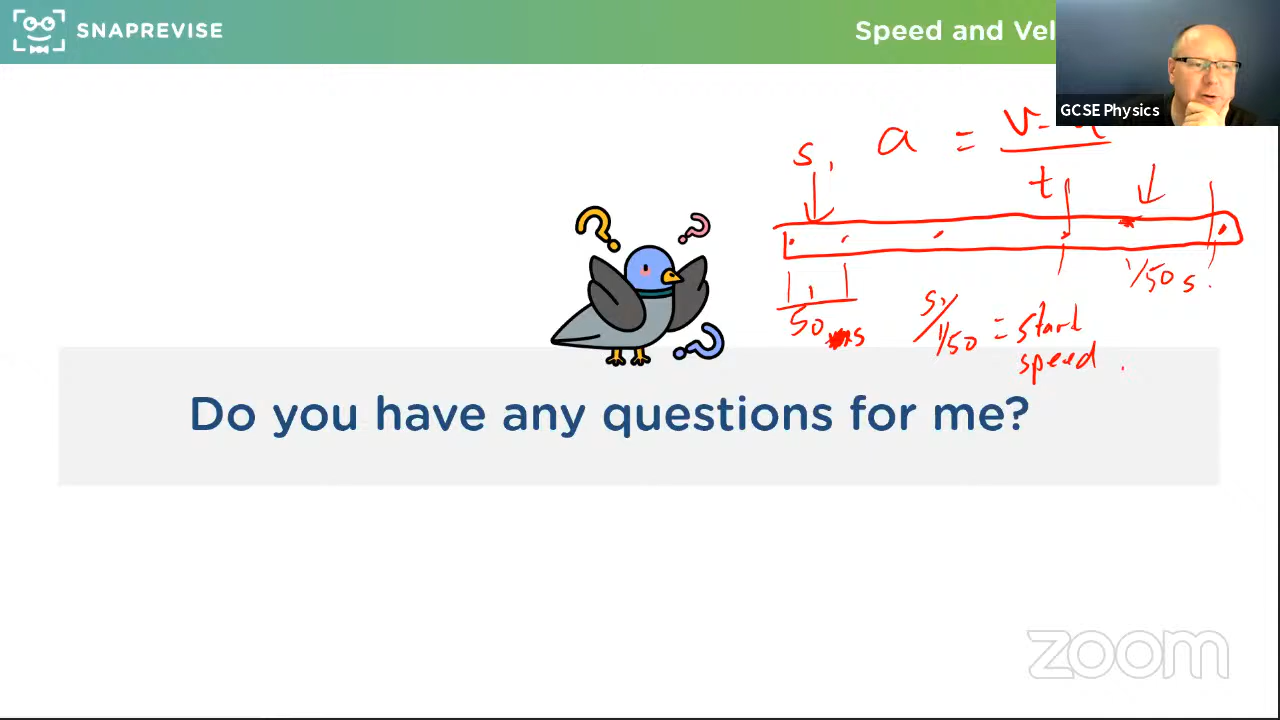 SNAPREVISE
Speed and Vel
GCSE Physics
s, a = v - u
t
1/50 s.
50 s
s1/1/50 = start
speed.
Do you have any questions for me?
zoom